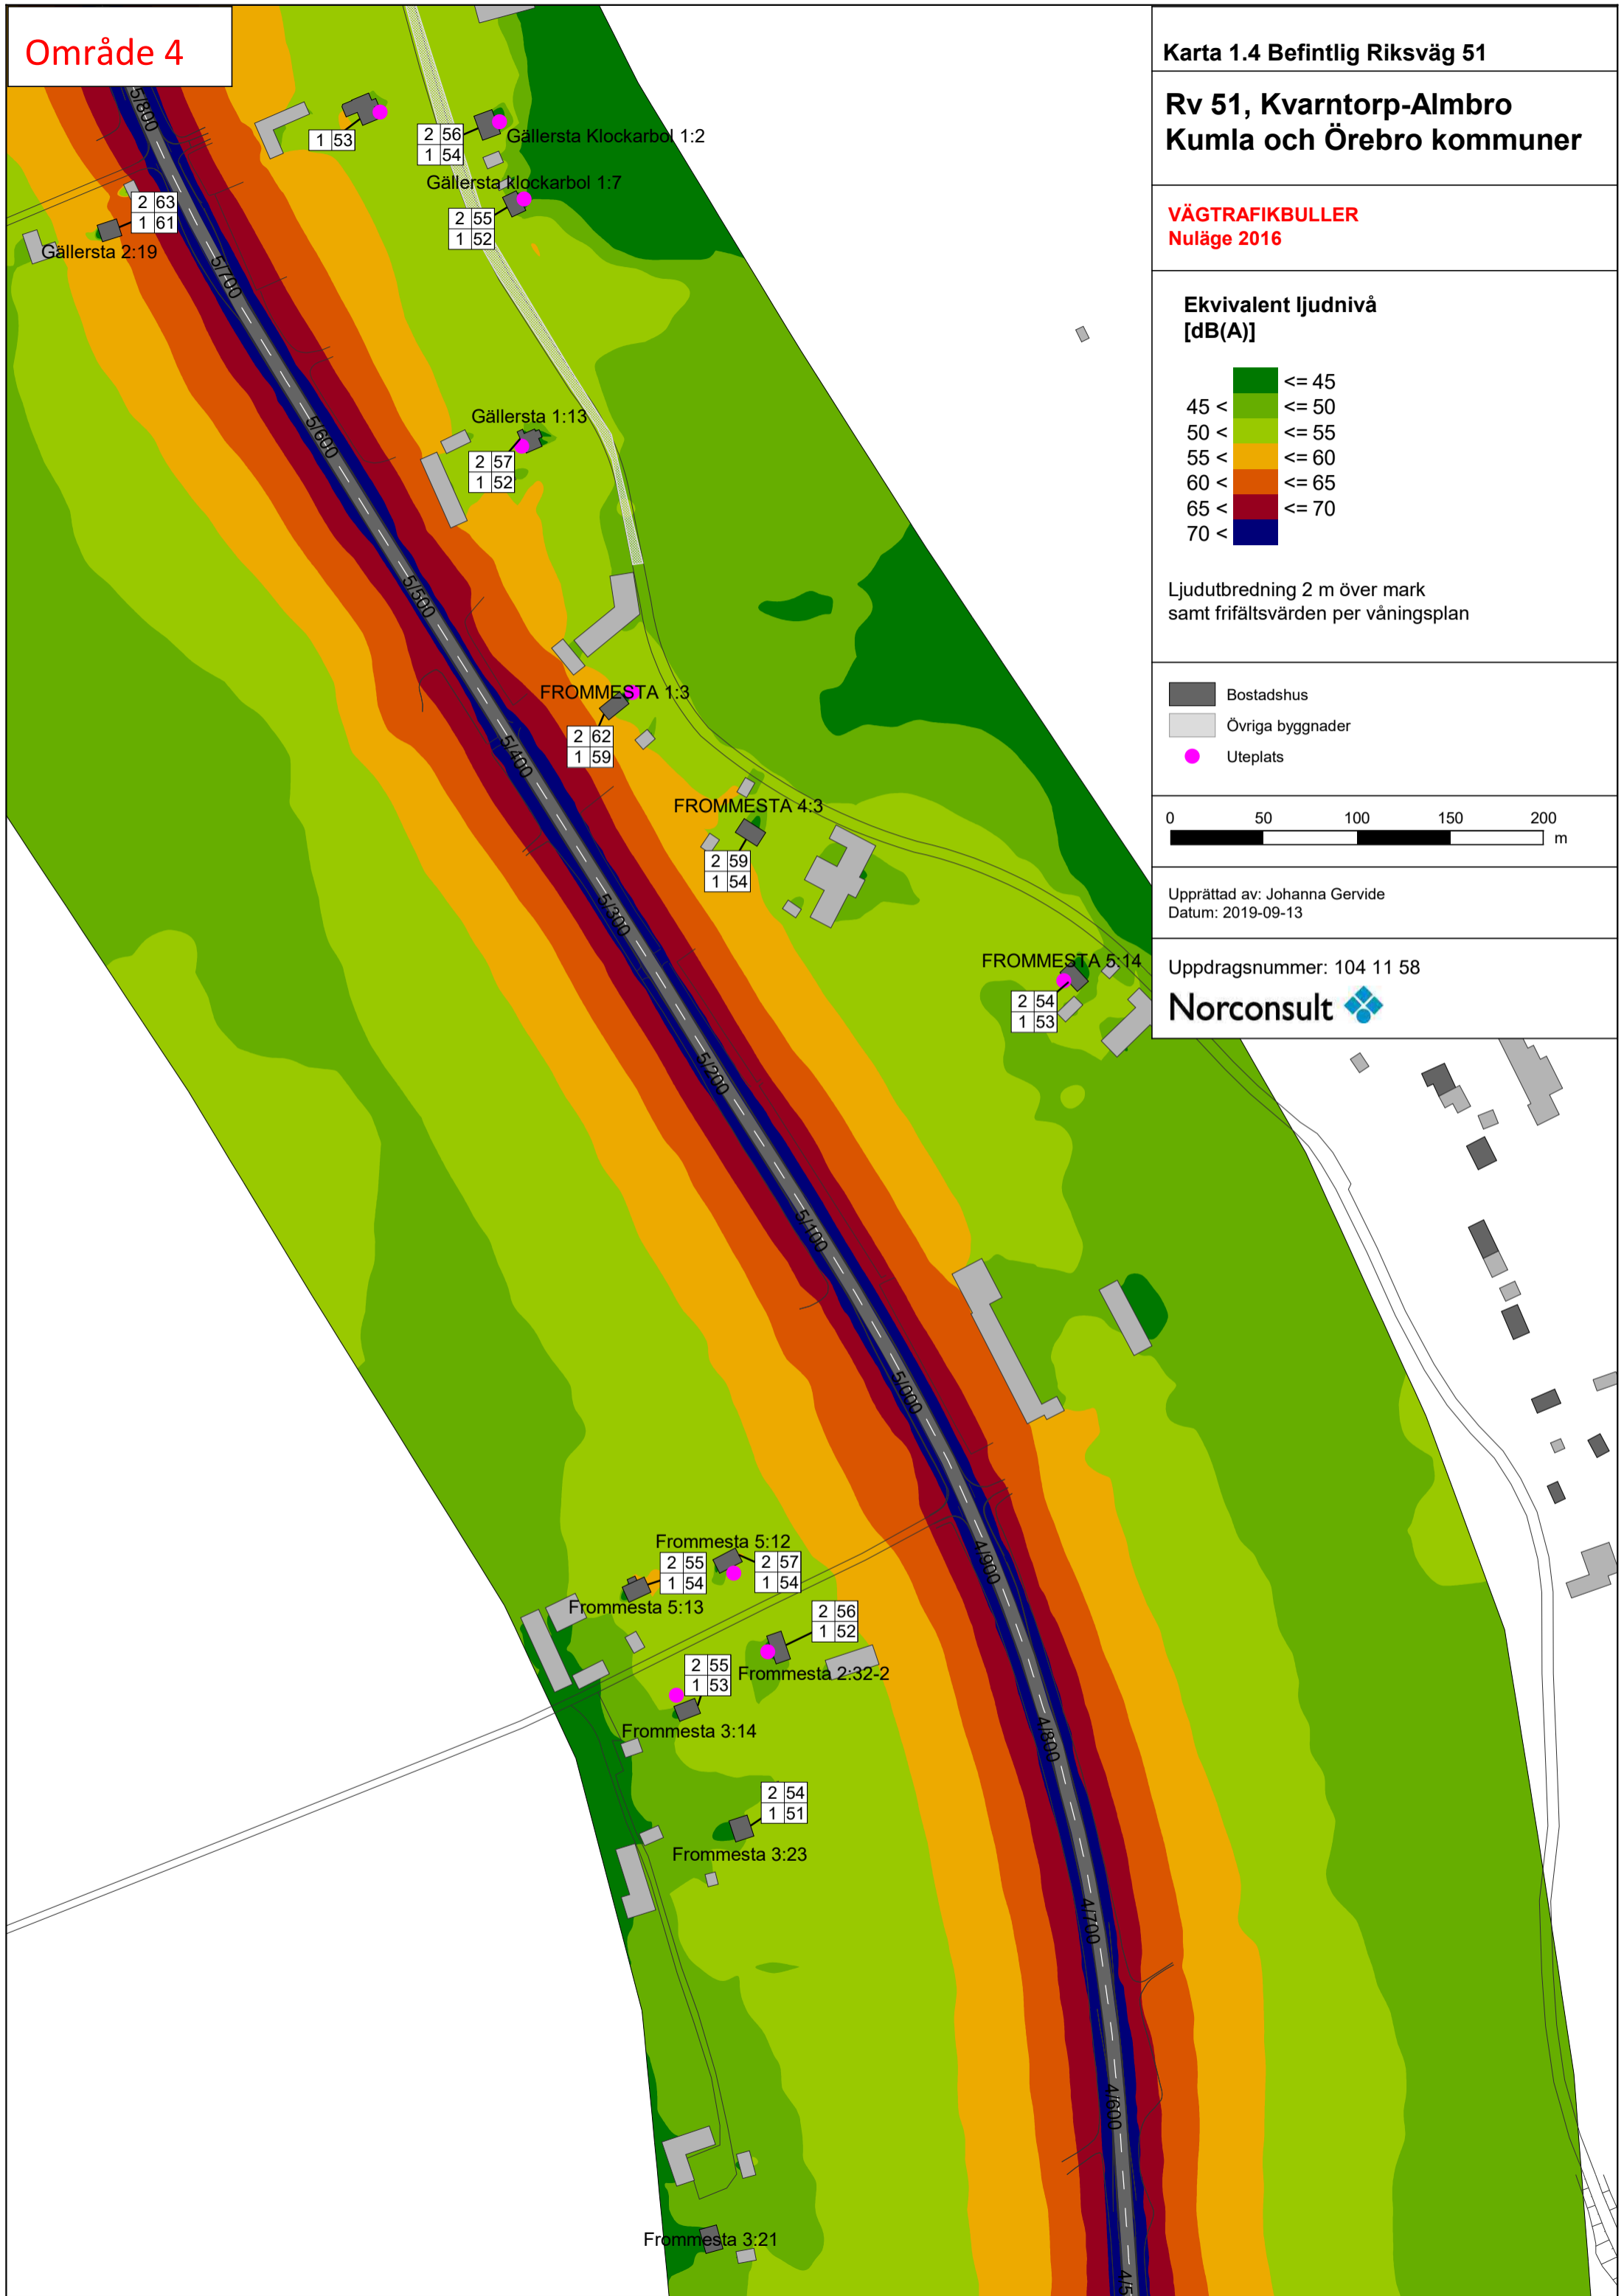 Område 4
Karta 1.4 Befintlig Riksväg 51
Rv 51, Kvarntorp-Almbro
Kumla och Örebro kommuner
VÄGTRAFIKBULLER
Nuläge 2016
Ekvivalent ljudnivå
[dB(A)]
<= 45
45 < <= 50
50 < <= 55
55 < <= 60
60 < <= 65
65 < <= 70
70 <
Ljudutbredning 2 m över mark
samt frifältsvärden per våningsplan
Bostadshus
Övriga byggnader
Uteplats
0 50 100 150 200
m
Upprättad av: Johanna Gervide
Datum: 2019-09-13
Uppdragsnummer: 104 11 58
Norconsult
5/800
1 53
2 56
1 54
Gällersta Klockarbol 1:2
Gällersta klockarbol 1:7
2 55
1 52
2 63
1 61
Gällersta 2:19
5/700
5/600
Gällersta 1:13
2 57
1 52
5/500
FROMMESTA 1:3
2 62
1 59
5/400
FROMMESTA 4:3
2 59
1 54
5/300
FROMMESTA 5:14
2 54
1 53
5/200
5/100
5/000
4/900
Frommesta 5:12
2 55
1 54
2 57
1 54
Frommesta 5:13
2 56
1 52
Frommesta 2:32-2
2 55
1 53
Frommesta 3:14
4/800
2 54
1 51
Frommesta 3:23
4/700
4/600
Frommesta 3:21
4/5